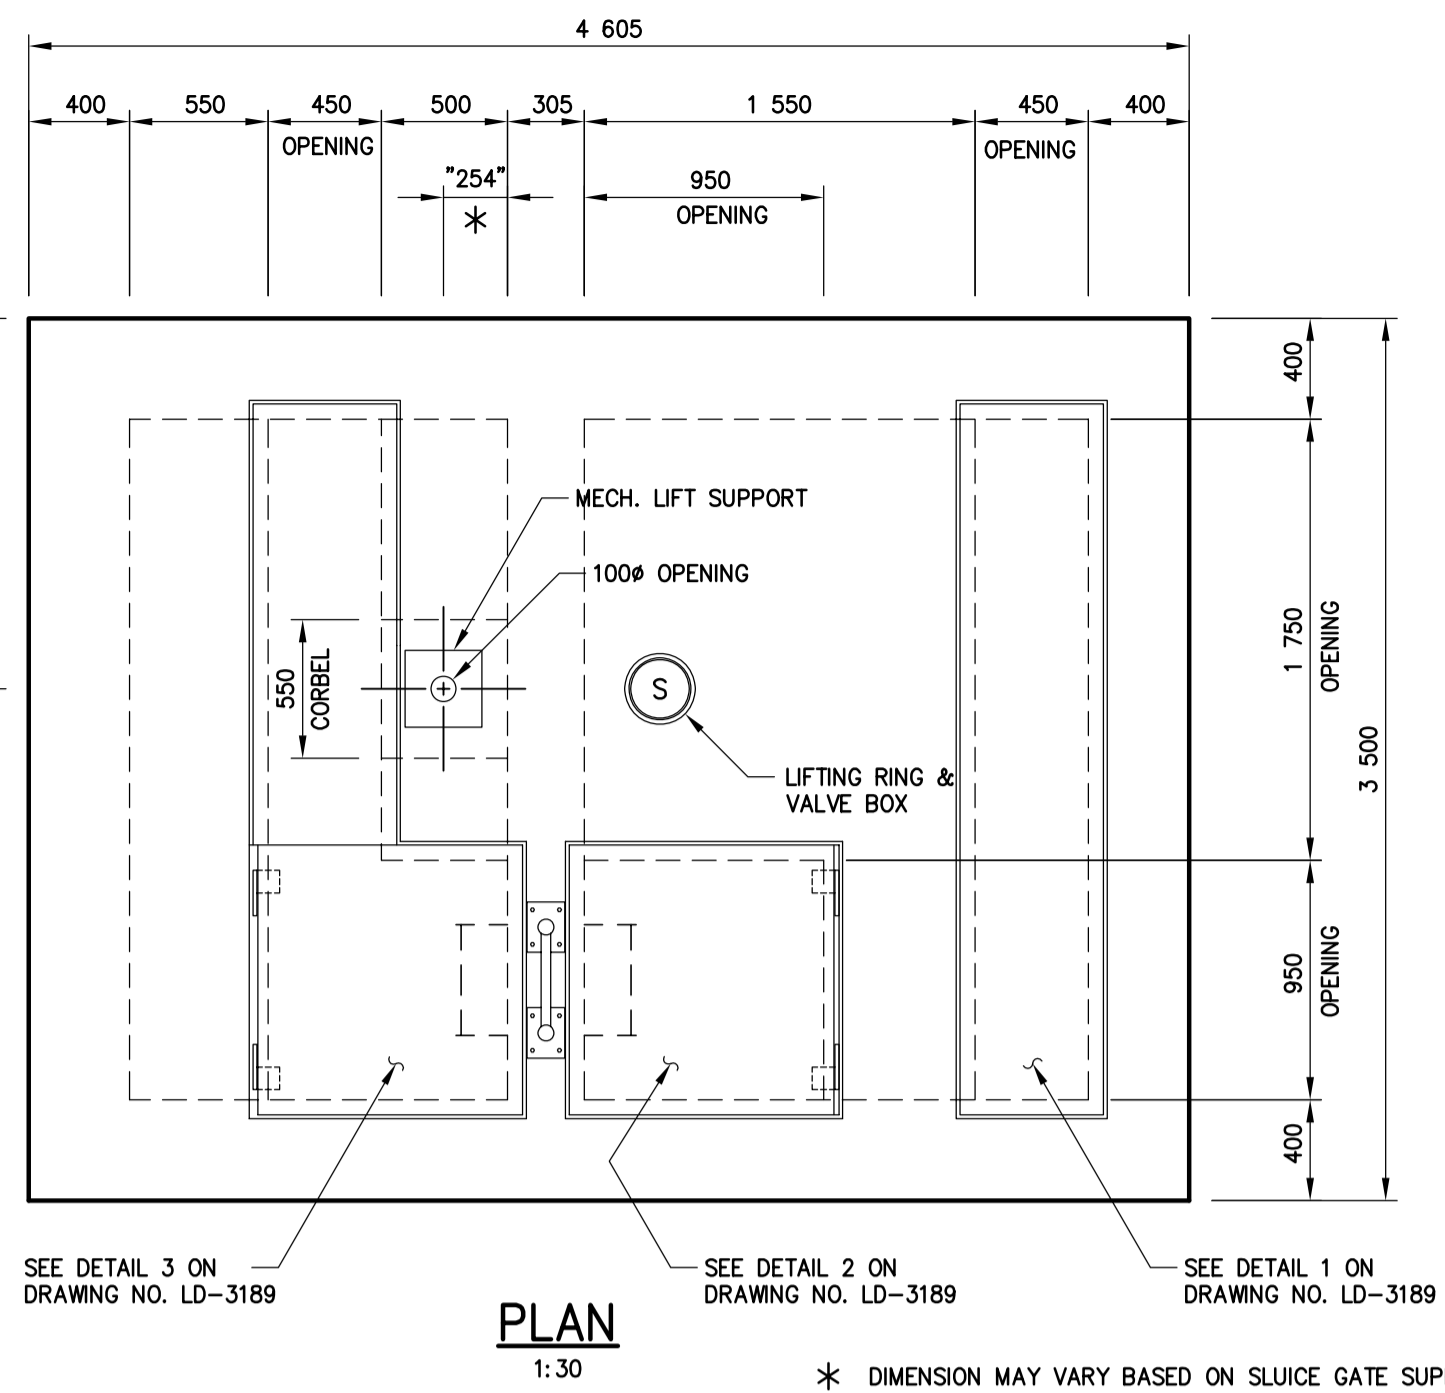 4 605
400 550 450 500 305 1 550 450 400
OPENING
OPENING
"254"
950
*
OPENING
400
MECH. LIFT SUPPORT
100ø OPENING
1 750
OPENING
550
CORBEL
S
3 500
LIFTING RING &
VALVE BOX
950
OPENING
400
SEE DETAIL 3 ON
DRAWING NO. LD-3189
SEE DETAIL 2 ON
DRAWING NO. LD-3189
SEE DETAIL 1 ON
DRAWING NO. LD-3189
PLAN
1:30
* DIMENSION MAY VARY BASED ON SLUICE GATE